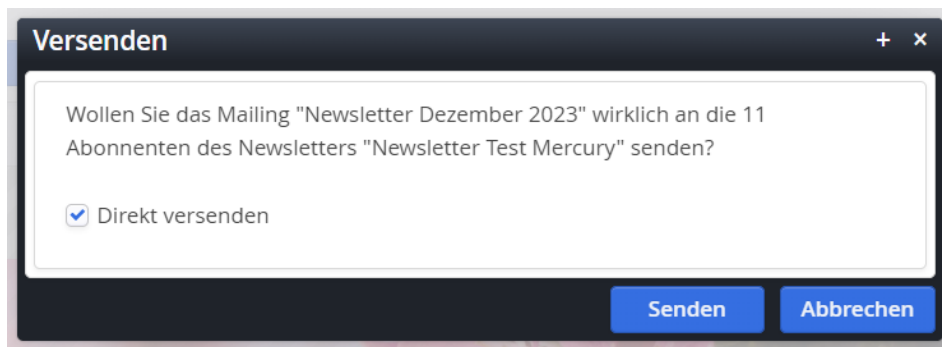 Versenden + ×
Wollen Sie das Mailing "Newsletter Dezember 2023" wirklich an die 11
Abonnenten des Newsletters "Newsletter Test Mercury" senden?
Direkt versenden
Senden Abbrechen